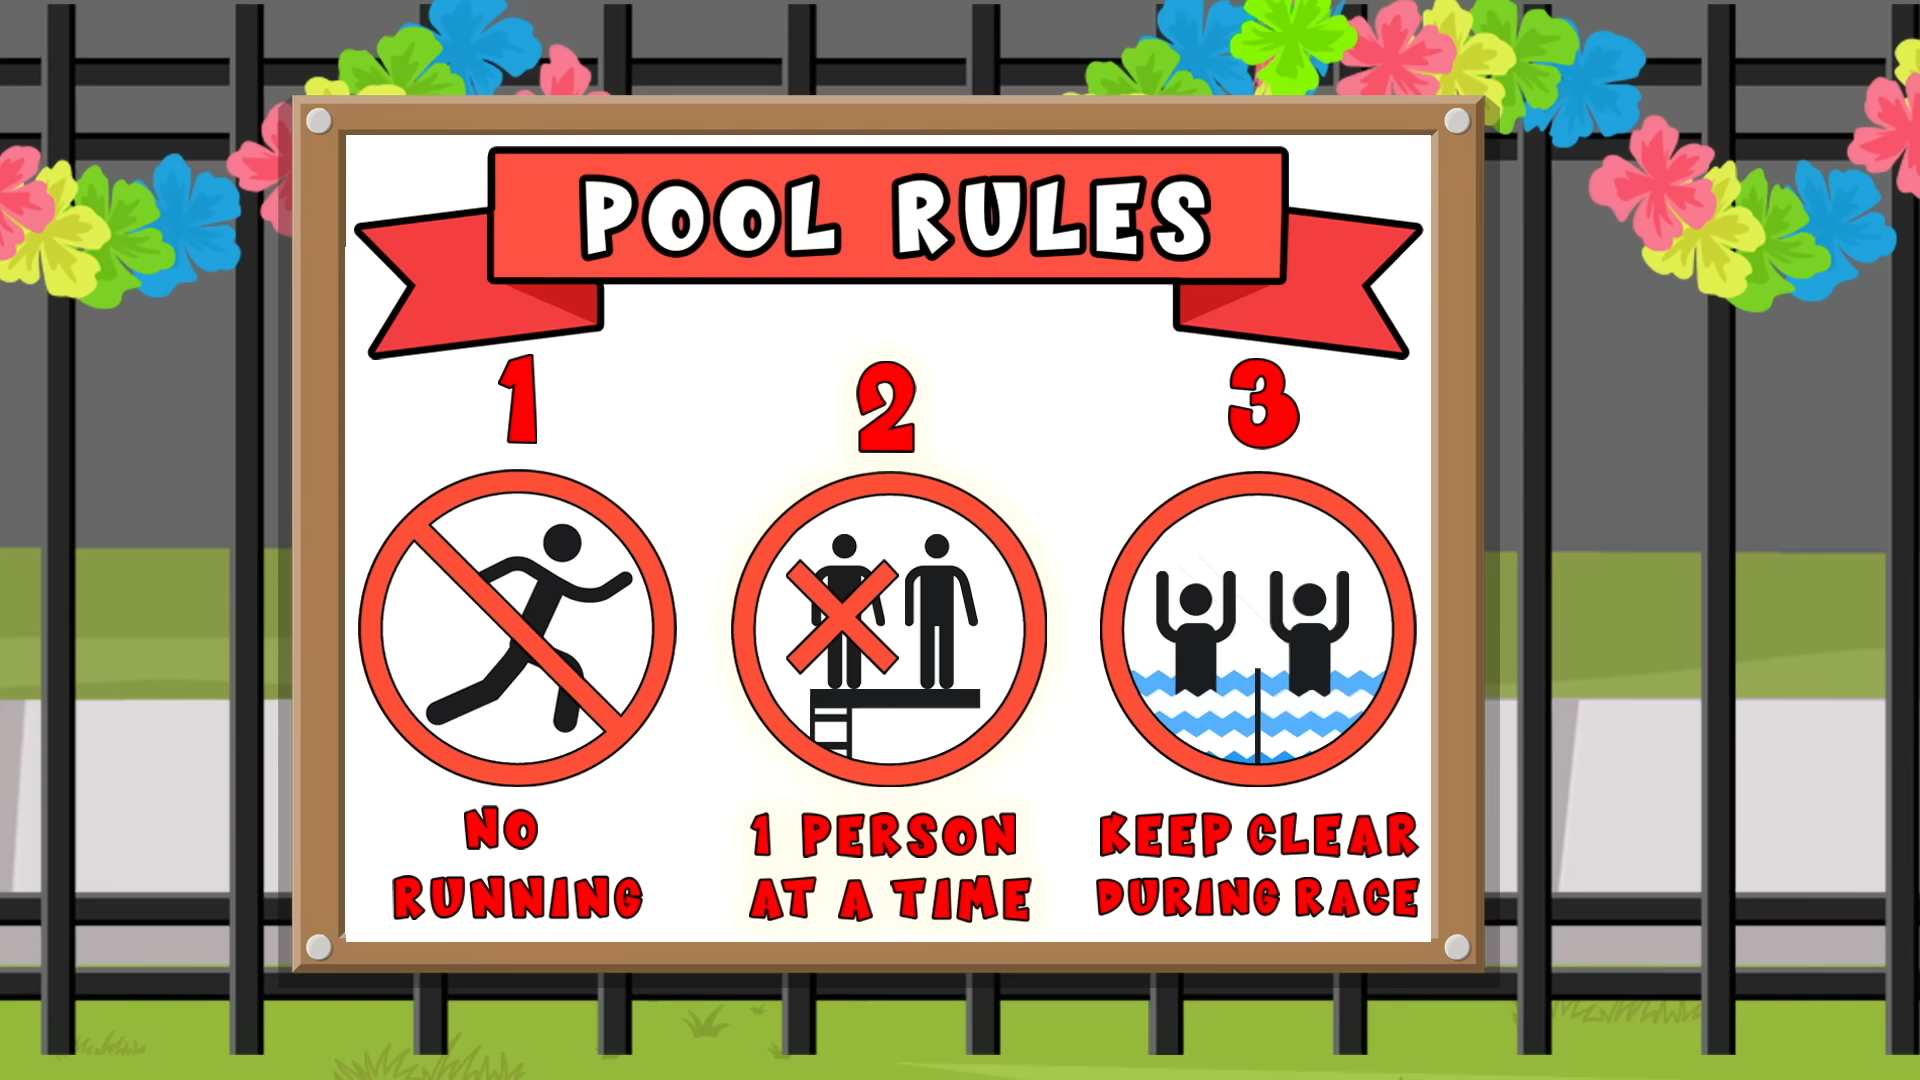 POOL RULES
1
2
3
NO
RUNNING
1 PERSON
AT A TIME
KEEP CLEAR
DURING RACE